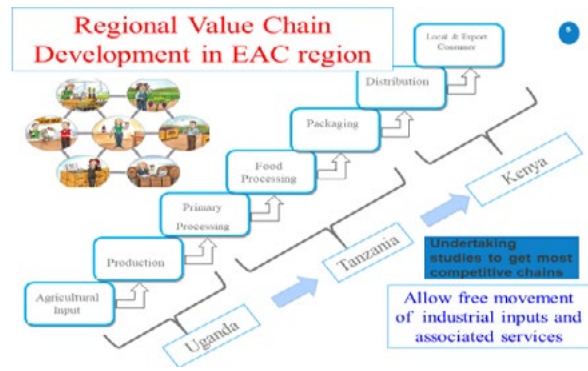 Regional Value Chain
Development in EAC region
Local & Export
Consumer
Distribution
Packaging
Food
Processing
Primary
Processing
Production
Agricultural
Input
Uganda
Tanzania
Kenya
Undertaking
studies to get most
competitive chains
Allow free movement
of industrial inputs and
associated services